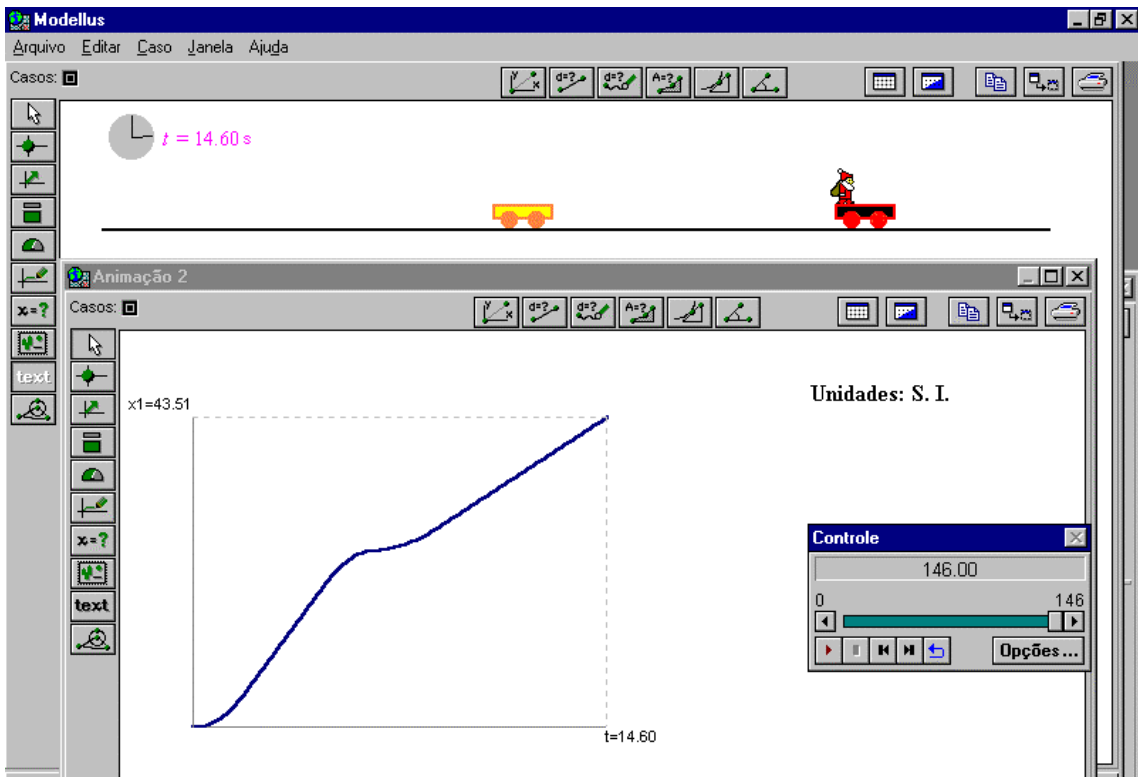 Modellus
Arquivo Editar Caso Janela Ajuda
Casos:
y x d=? d=? A=?
t = 14.60 s
x=?
text
Animação 2
Casos:
y x d=? d=? A=?
x=?
text
Unidades: S. I.
x1=43.51
t=14.60
Controle
146.00
0 146
Opções...